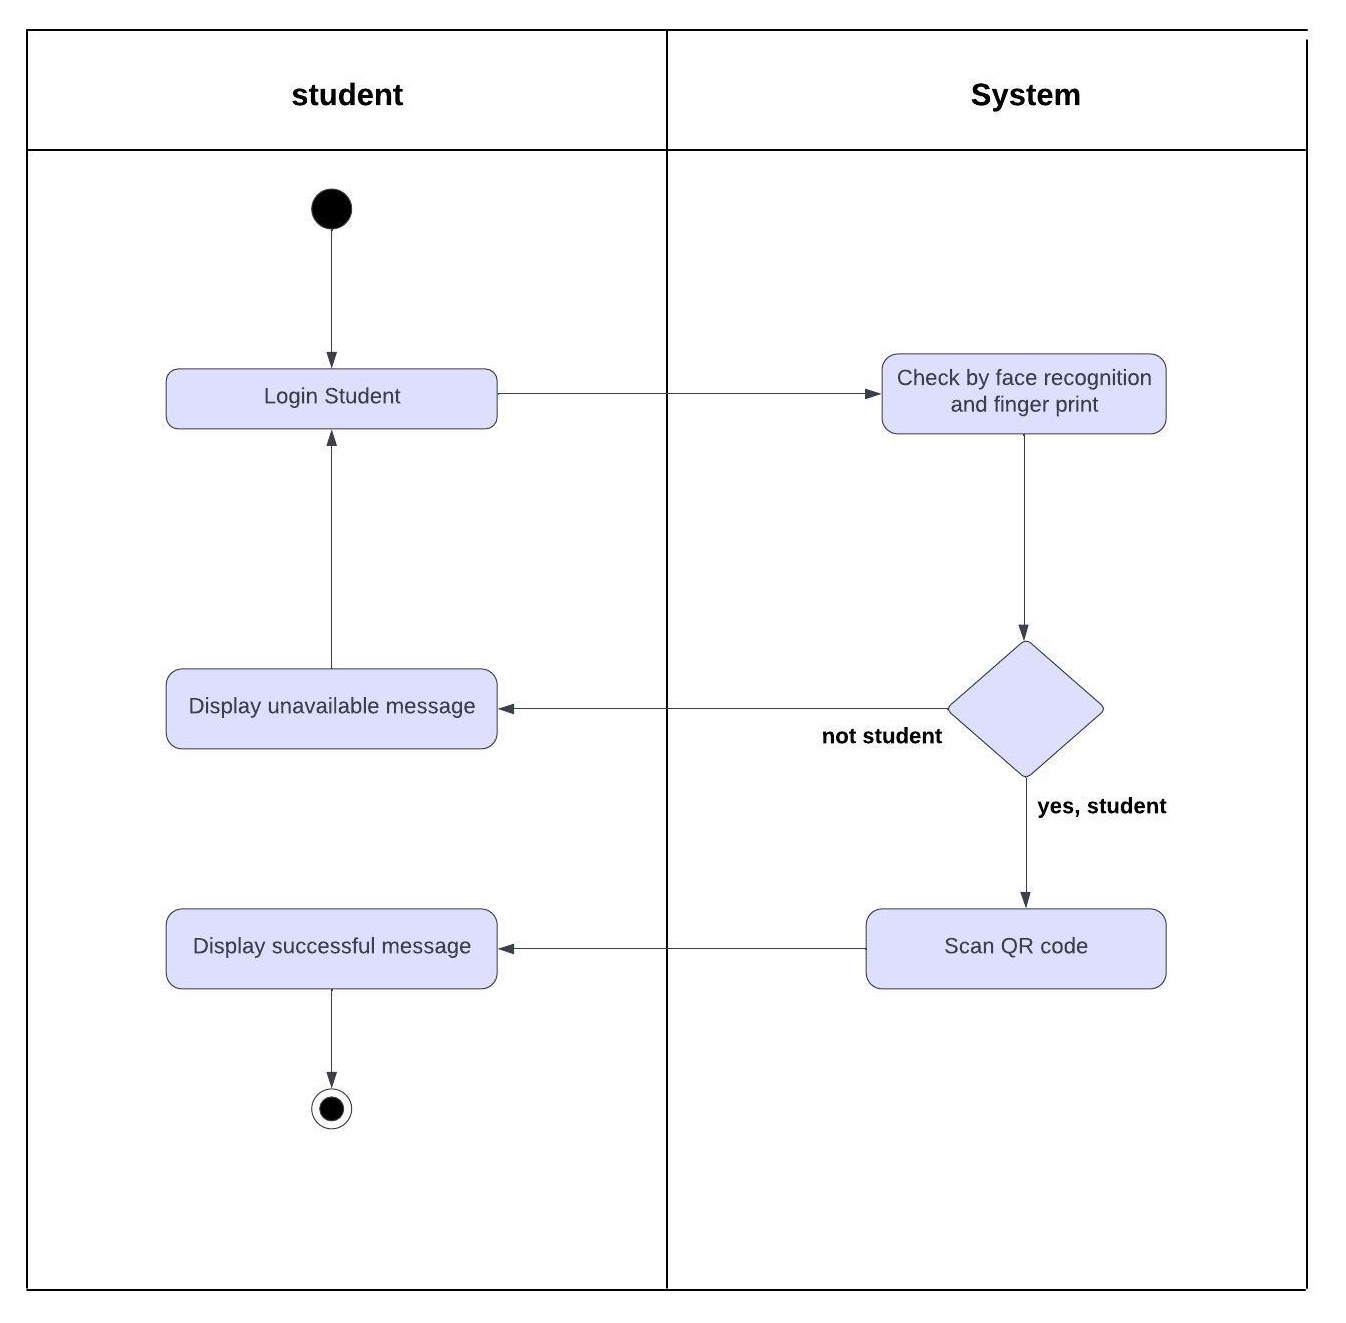 student
System
Login Student
Check by face recognition
and finger print
Display unavailable message
not student
yes, student
Display successful message
Scan QR code